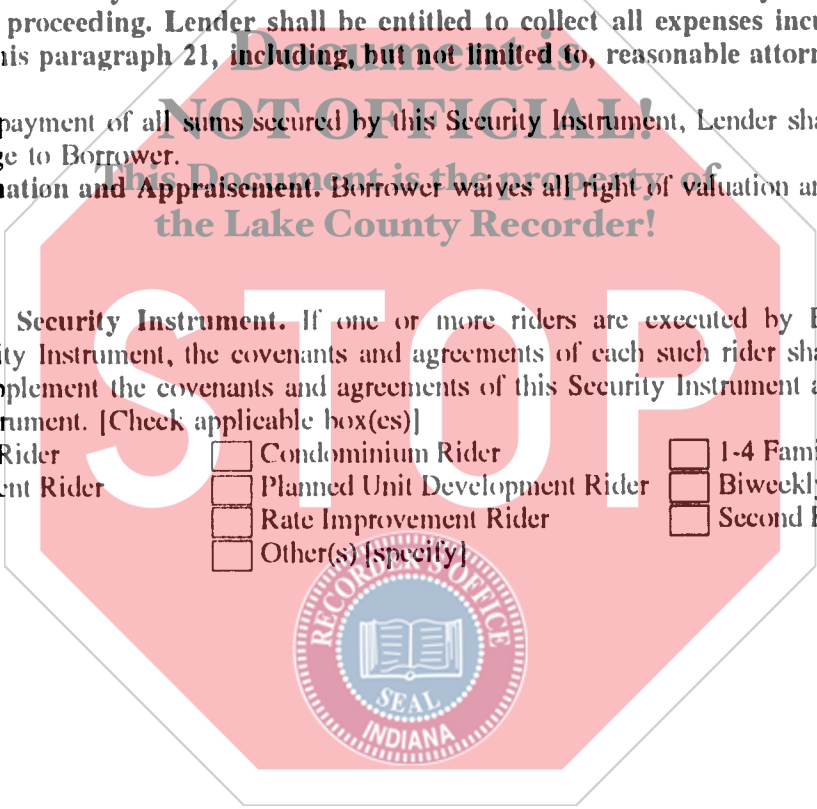 proceeding. Lender shall be entitled to collect all expenses incu
is paragraph 21, including, but not limited to, reasonable attorn
Document is
NOT OFFICIAL!
payment of all sums secured by this Security Instrument, Lender sha
ge to Borrower.
This Document is the property of
ation and Appraisement. Borrower waives all right of valuation an
the Lake County Recorder!
STOP
Security Instrument. If one or more riders are executed by B
ity Instrument, the covenants and agreements of each such rider sha
pplement the covenants and agreements of this Security Instrument a
rument. [Check applicable box(es)]
Rider Condominium Rider 1-4 Fami
ent Rider Planned Unit Development Rider Biweekly
Rate Improvement Rider Second
Other(s) [specify]
RECORDER'S OFFICE
SEAL
INDIANA